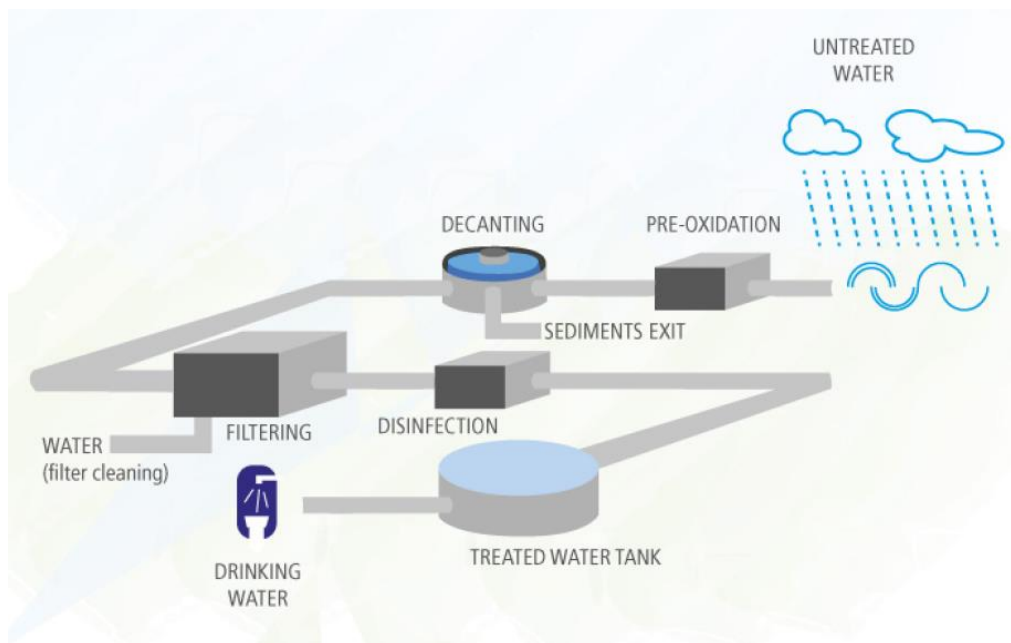 UNTREATED
WATER
DECANTING
PRE-OXIDATION
SEDIMENTS EXIT
FILTERING
DISINFECTION
WATER
(filter cleaning)
TREATED WATER TANK
DRINKING
WATER